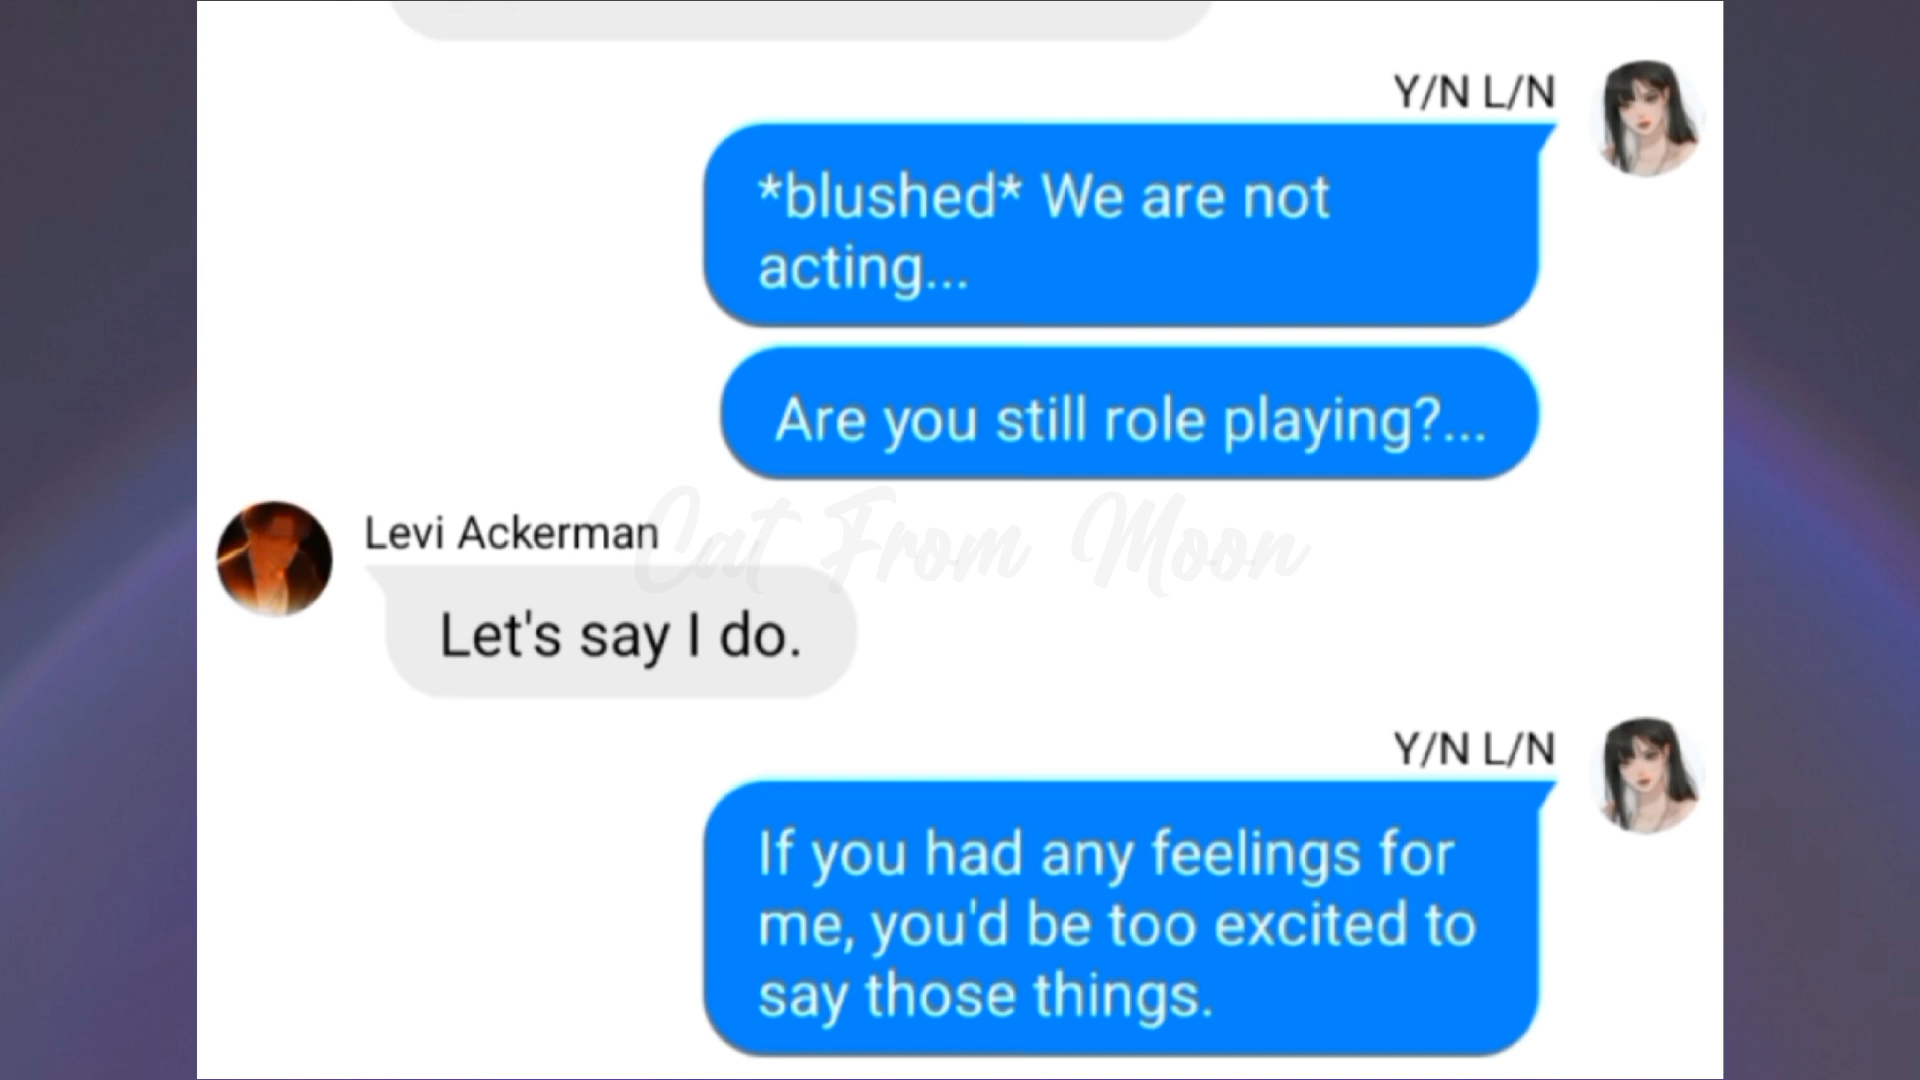 Y/N L/N
*blushed* We are not
acting...
Are you still role playing?...
Levi Ackerman
Cat From Moon
Let's say I do.
Y/N L/N
If you had any feelings for
me, you'd be too excited to
say those things.